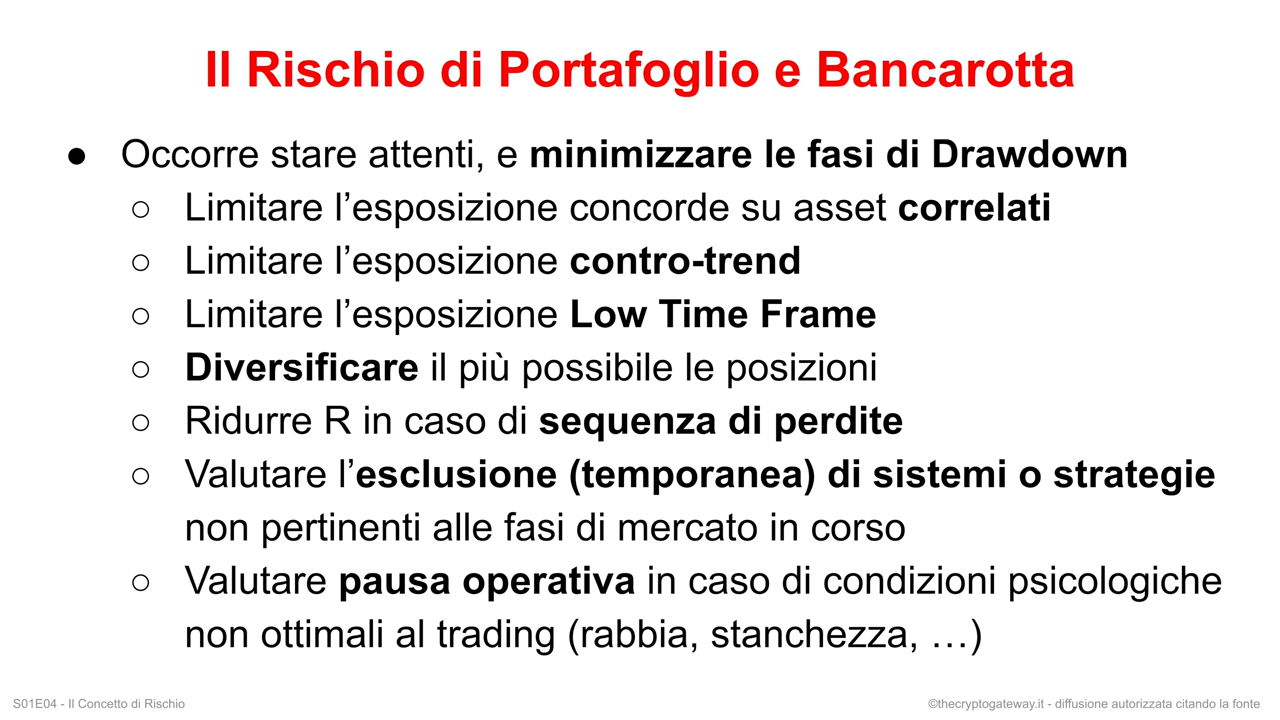 Il Rischio di Portafoglio e Bancarotta
● Occorre stare attenti, e minimizzare le fasi di Drawdown
○ Limitare l’esposizione concorde su asset correlati
○ Limitare l’esposizione contro-trend
○ Limitare l’esposizione Low Time Frame
○ Diversificare il più possibile le posizioni
○ Ridurre R in caso di sequenza di perdite
○ Valutare l’esclusione (temporanea) di sistemi o strategie
non pertinenti alle fasi di mercato in corso
○ Valutare pausa operativa in caso di condizioni psicologiche
non ottimali al trading (rabbia, stanchezza, …)
S01E04 - Il Concetto di Rischio
©thecryptogateway.it - diffusione autorizzata citando la fonte